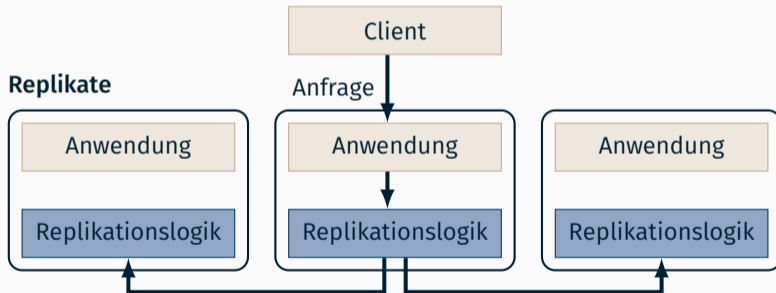 Client
Replikate
Anfrage
Anwendung
Anwendung
Anwendung
Replikationslogik
Replikationslogik
Replikationslogik